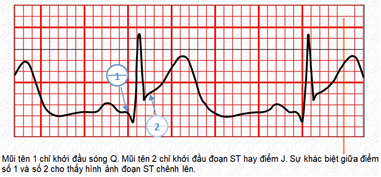 1
2
Mũi tên 1 chỉ khởi đầu sóng Q. Mũi tên 2 chỉ khởi đầu đoạn ST hay điểm J. Sự khác biệt giữa điểm
số 1 và số 2 cho thấy hình ảnh đoạn ST chênh lên.